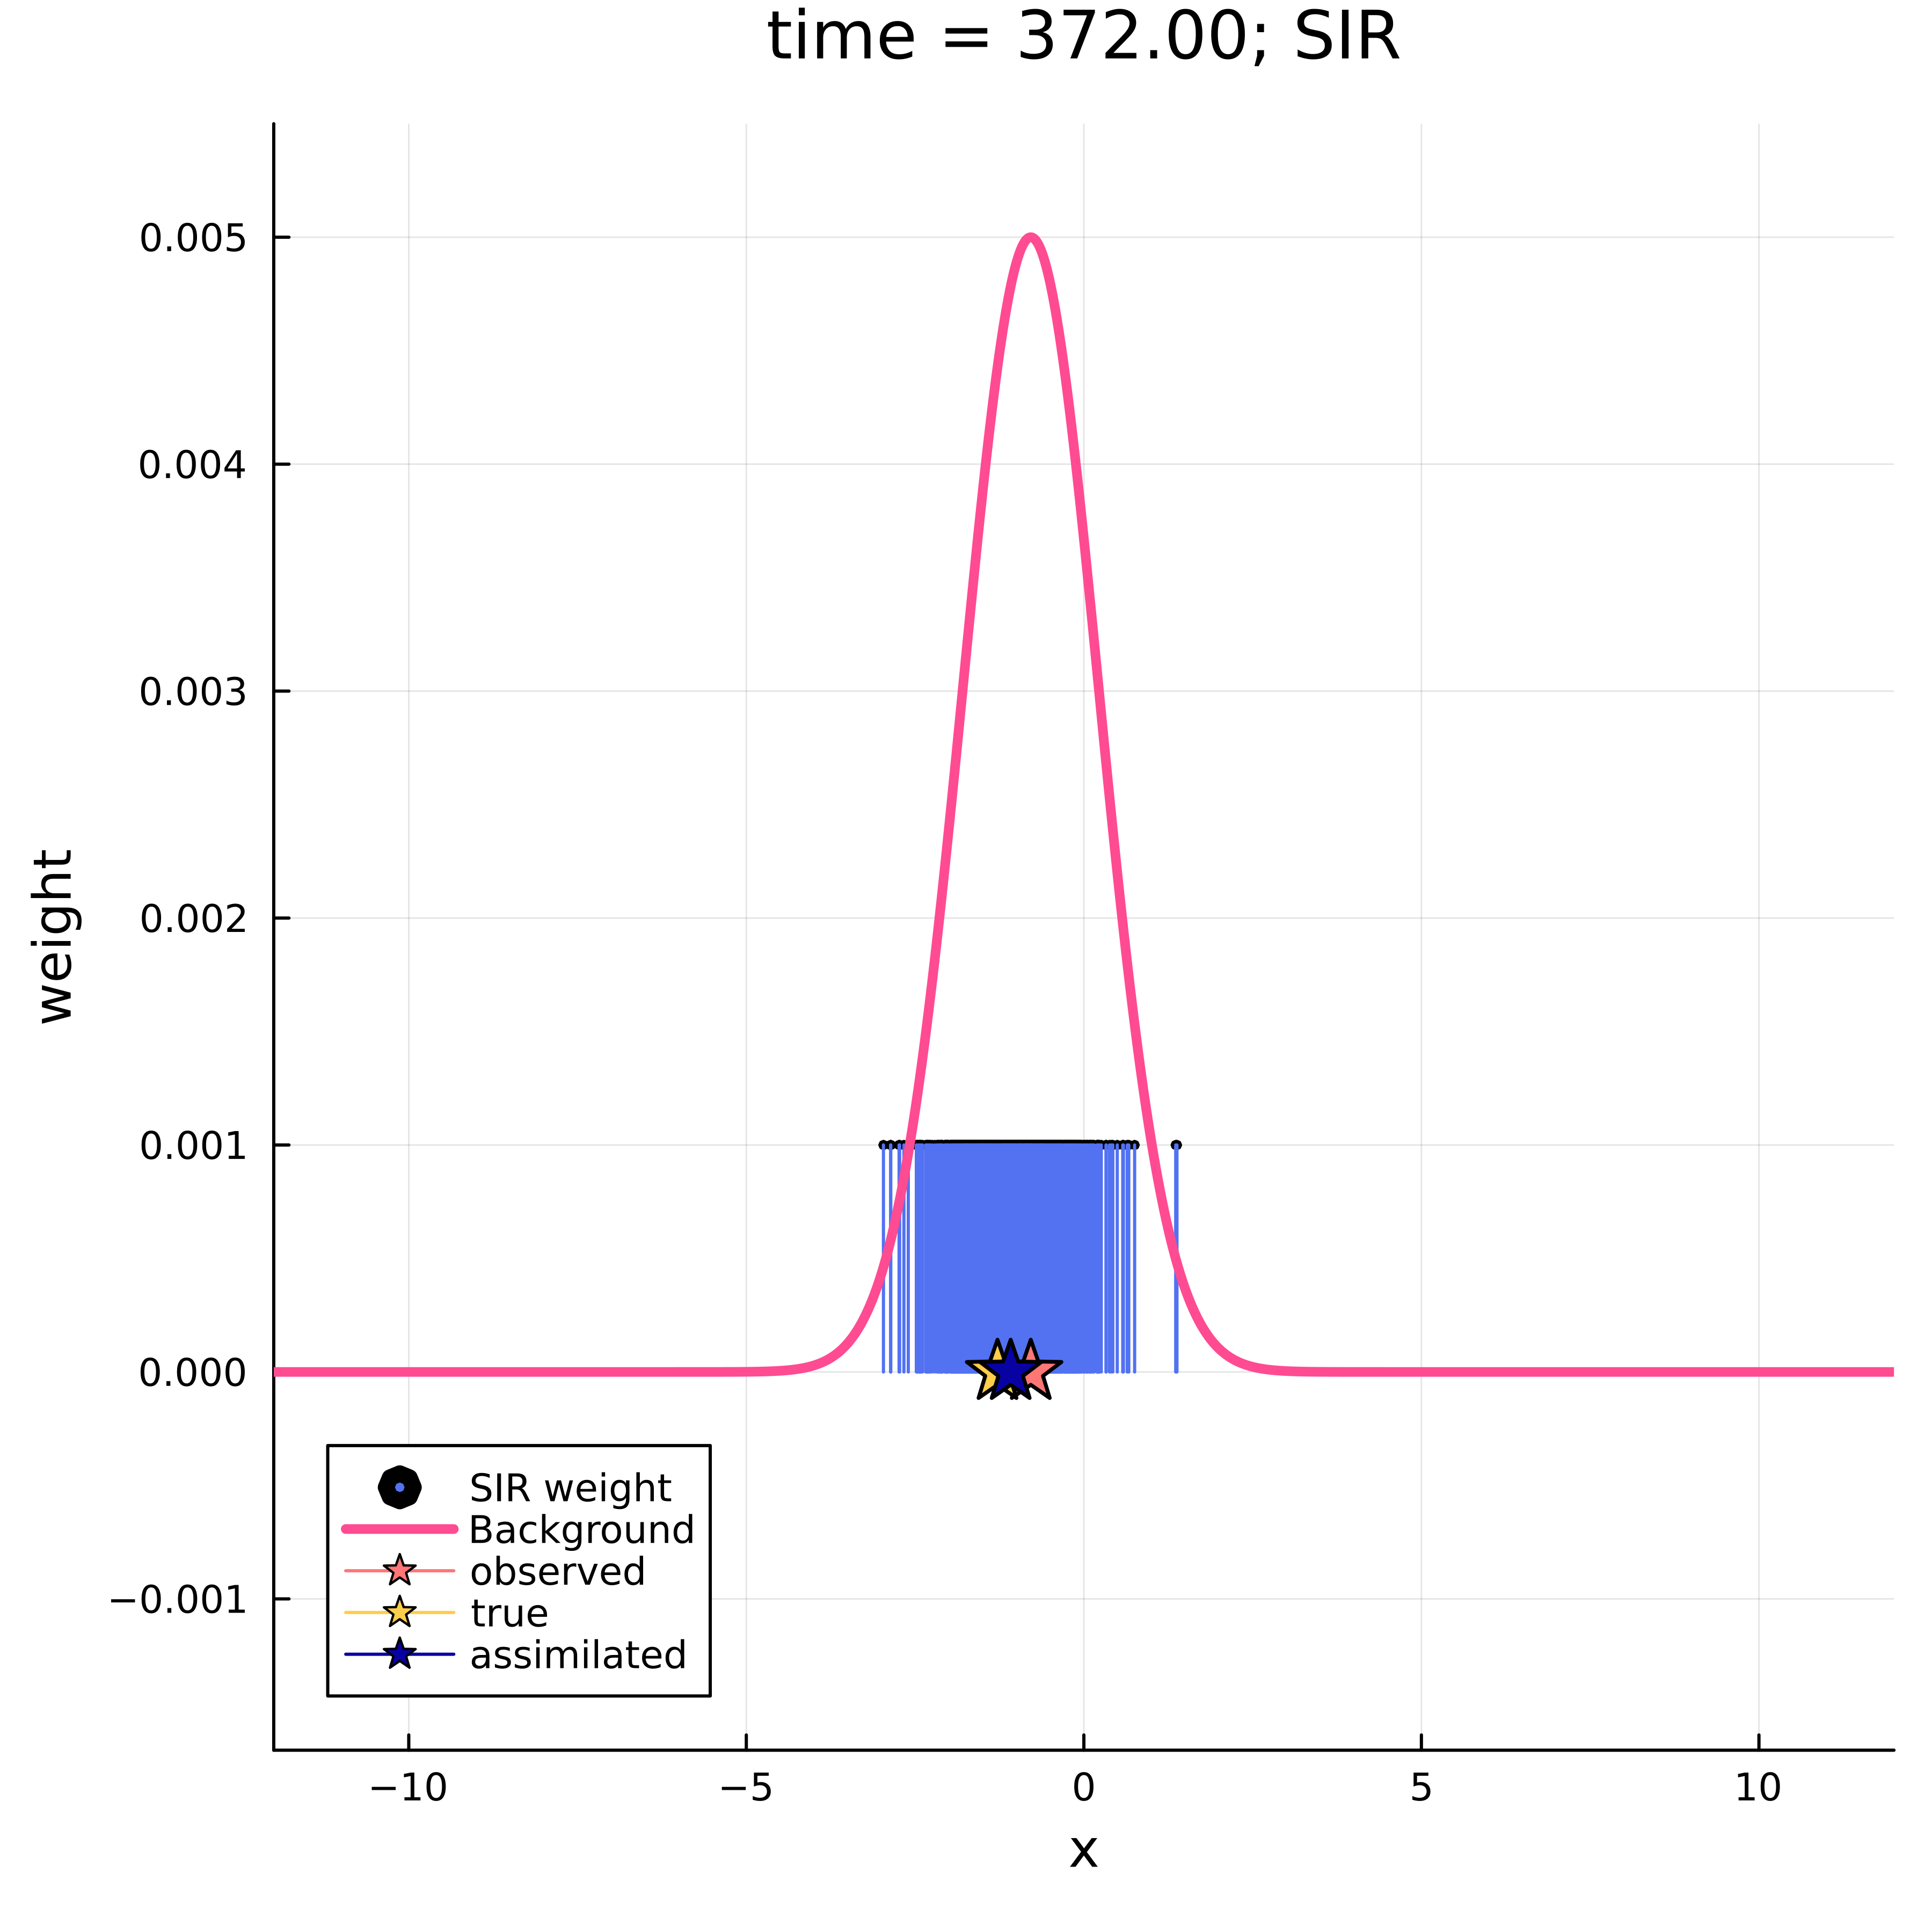 time = 372.00; SIR
weight
0.005
0.004
0.003
0.002
0.001
0.000
−0.001
SIR weight
Background
observed
true
assimilated
−10
−5
0
5
10
x